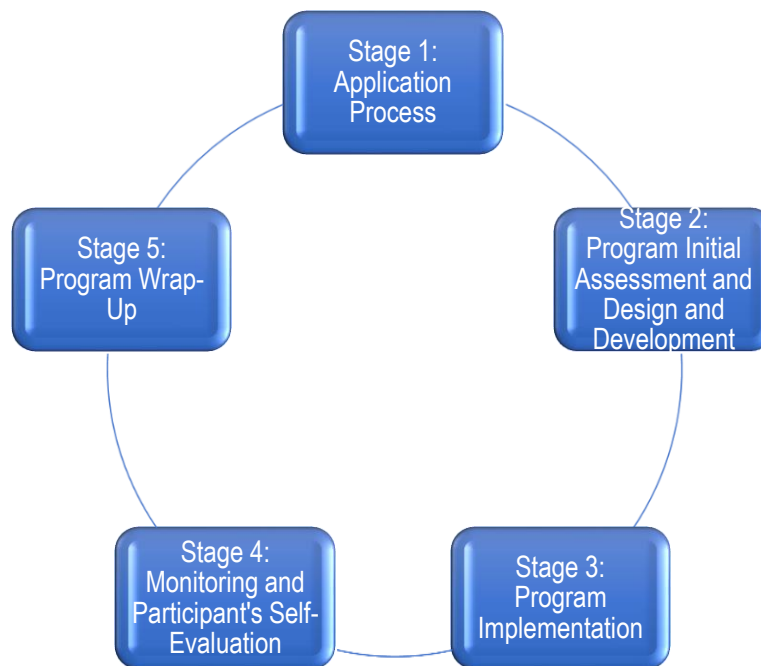 Stage 1:
Application
Process
Stage 2:
Program Initial
Assessment and
Design and
Development
Stage 3:
Program
Implementation
Stage 4:
Monitoring and
Participant's Self-
Evaluation
Stage 5:
Program Wrap-
Up